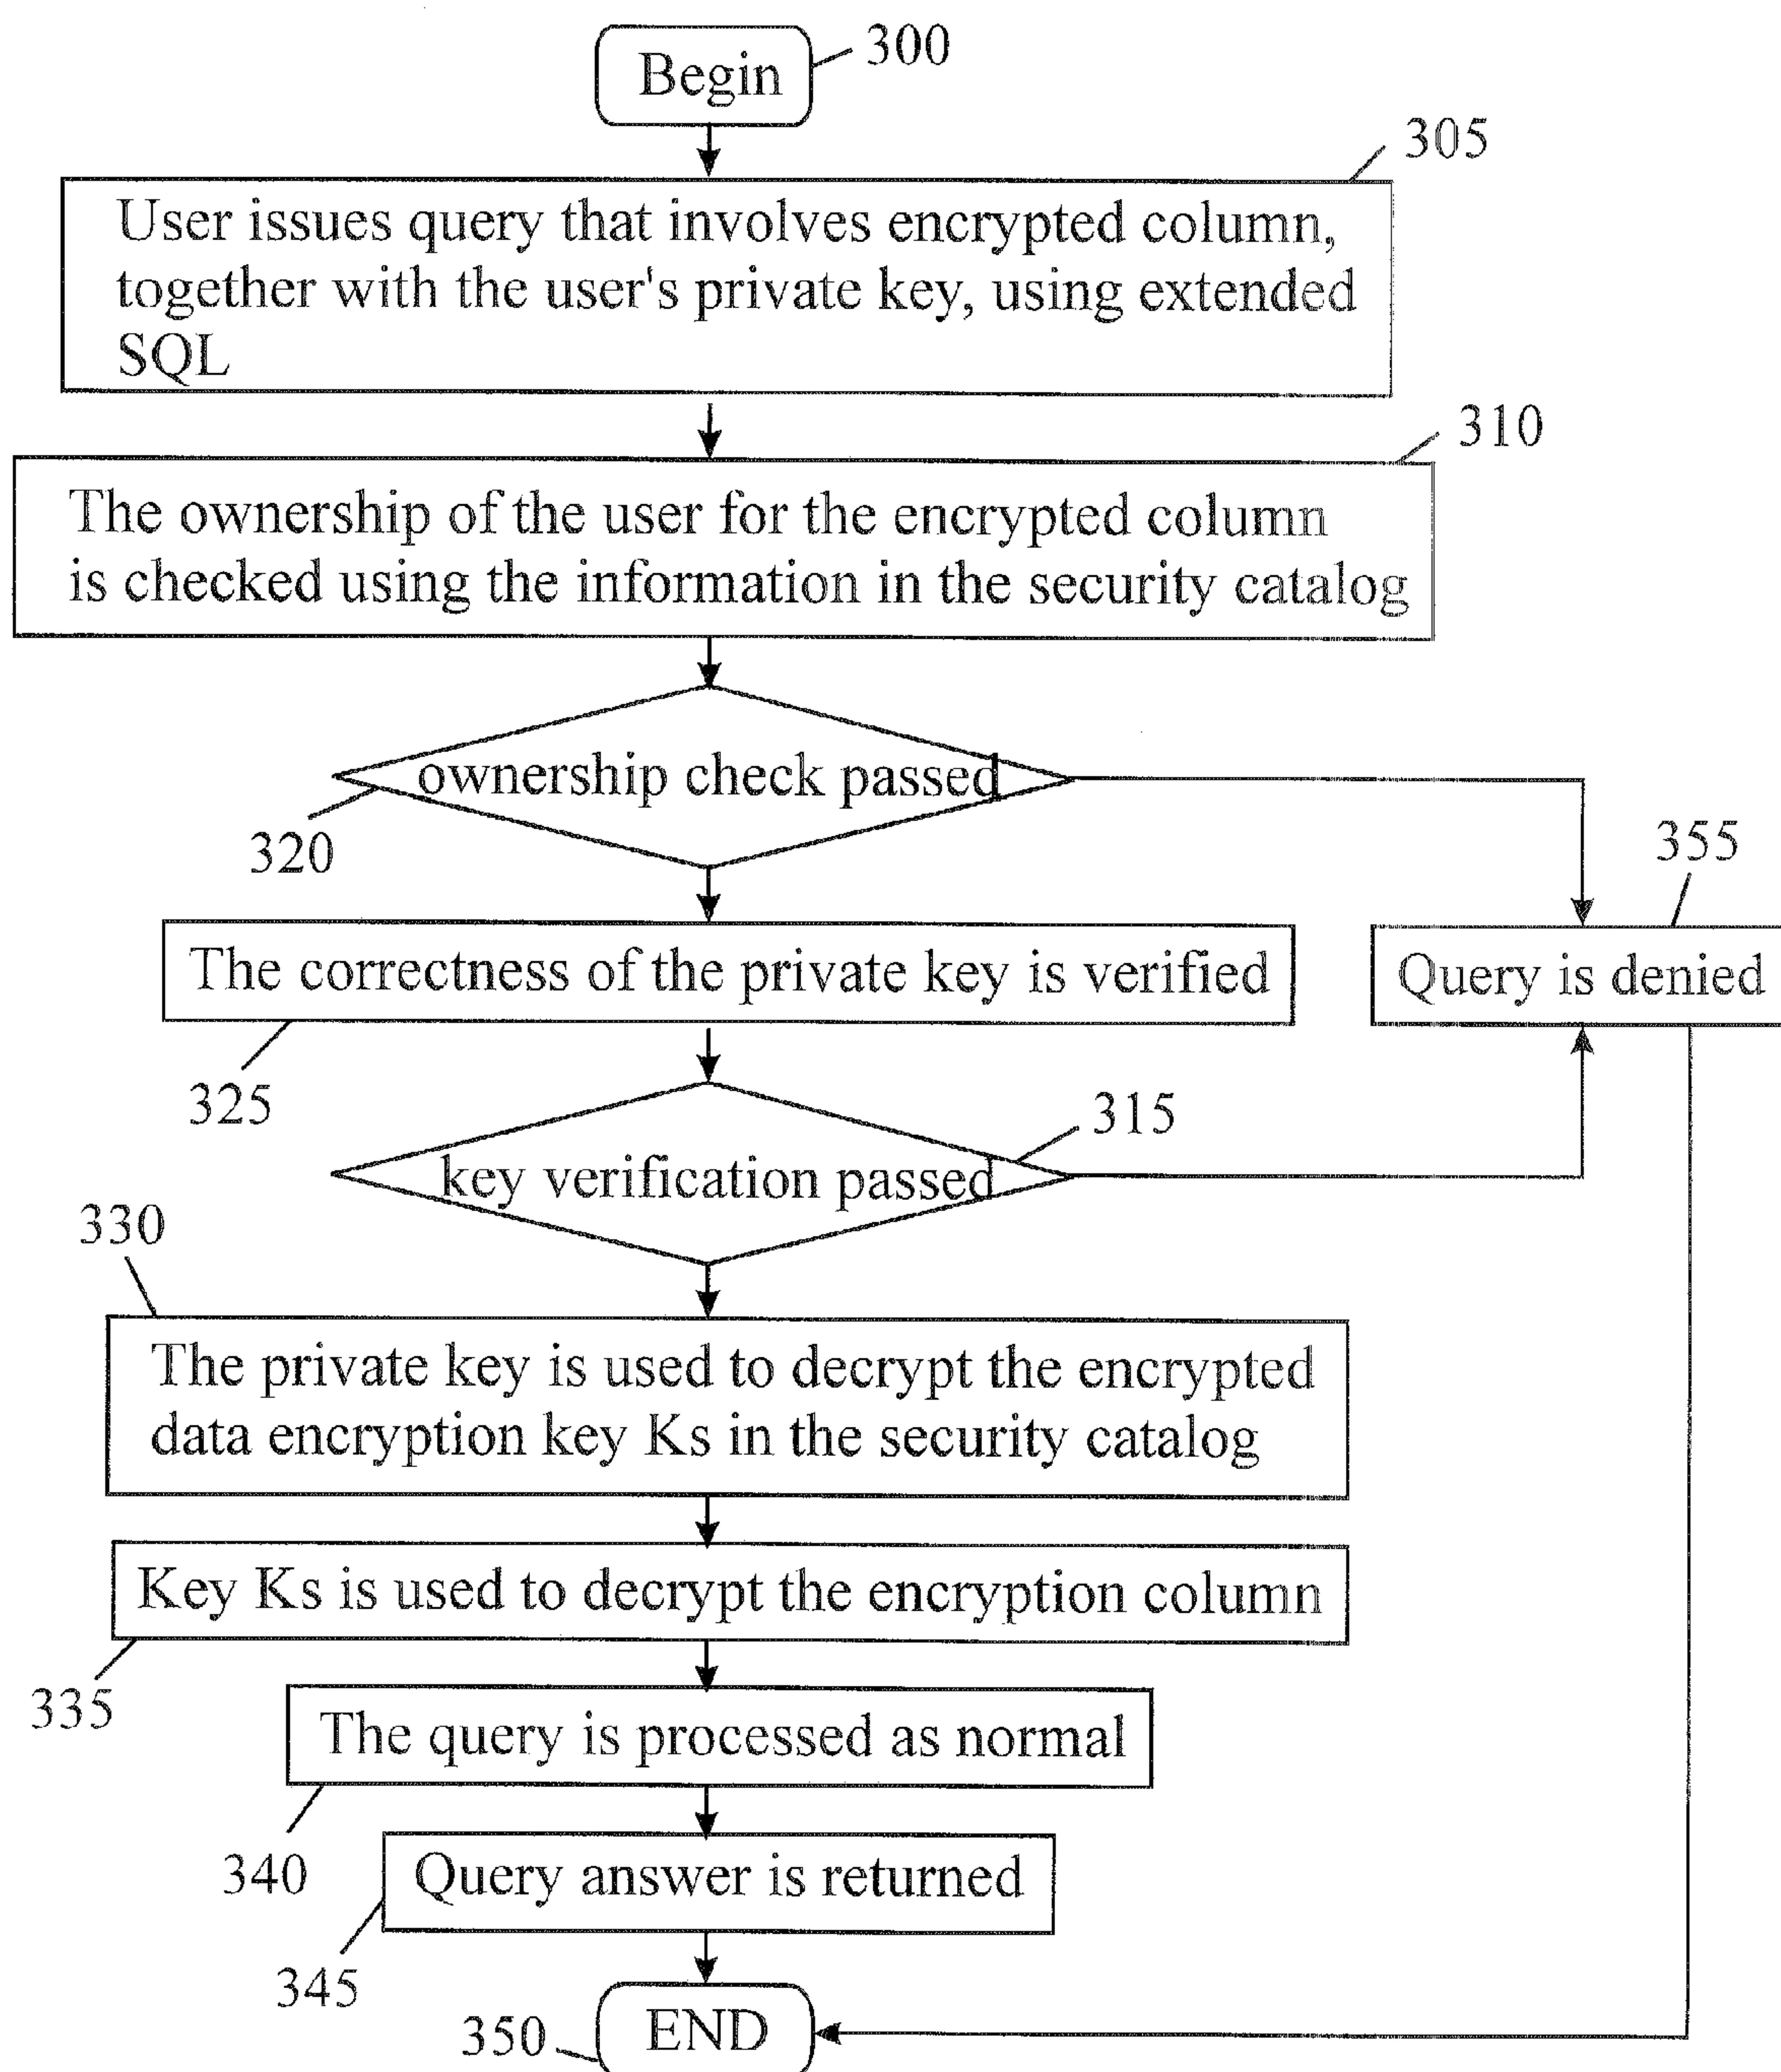 Begin
300
305
User issues query that involves encrypted column,
together with the user's private key, using extended
SQL
310
The ownership of the user for the encrypted column
is checked using the information in the security catalog
ownership check passed
320
355
The correctness of the private key is verified
Query is denied
325
315
key verification passed
330
The private key is used to decrypt the encrypted
data encryption key Ks in the security catalog
Key Ks is used to decrypt the encryption column
335
The query is processed as normal
340
Query answer is returned
345
END
350